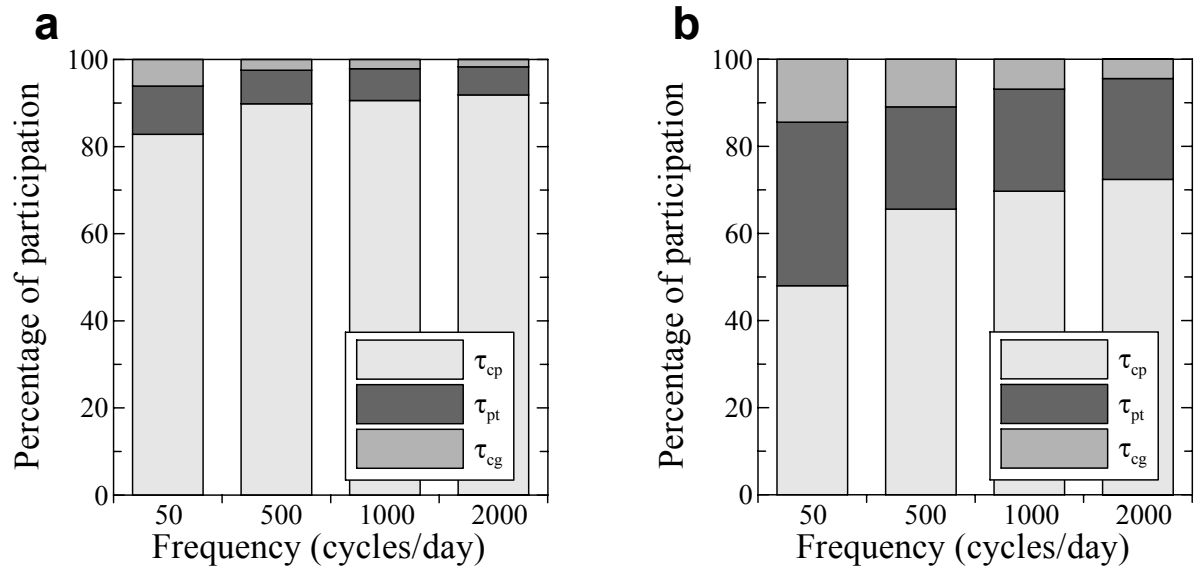 a
100
80
60
40
20
0
Percentage of participation
τcp
τpt
τcg
50 500 1000 2000
Frequency (cycles/day)
b
100
80
60
40
20
0
Percentage of participation
τcp
τpt
τcg
50 500 1000 2000
Frequency (cycles/day)